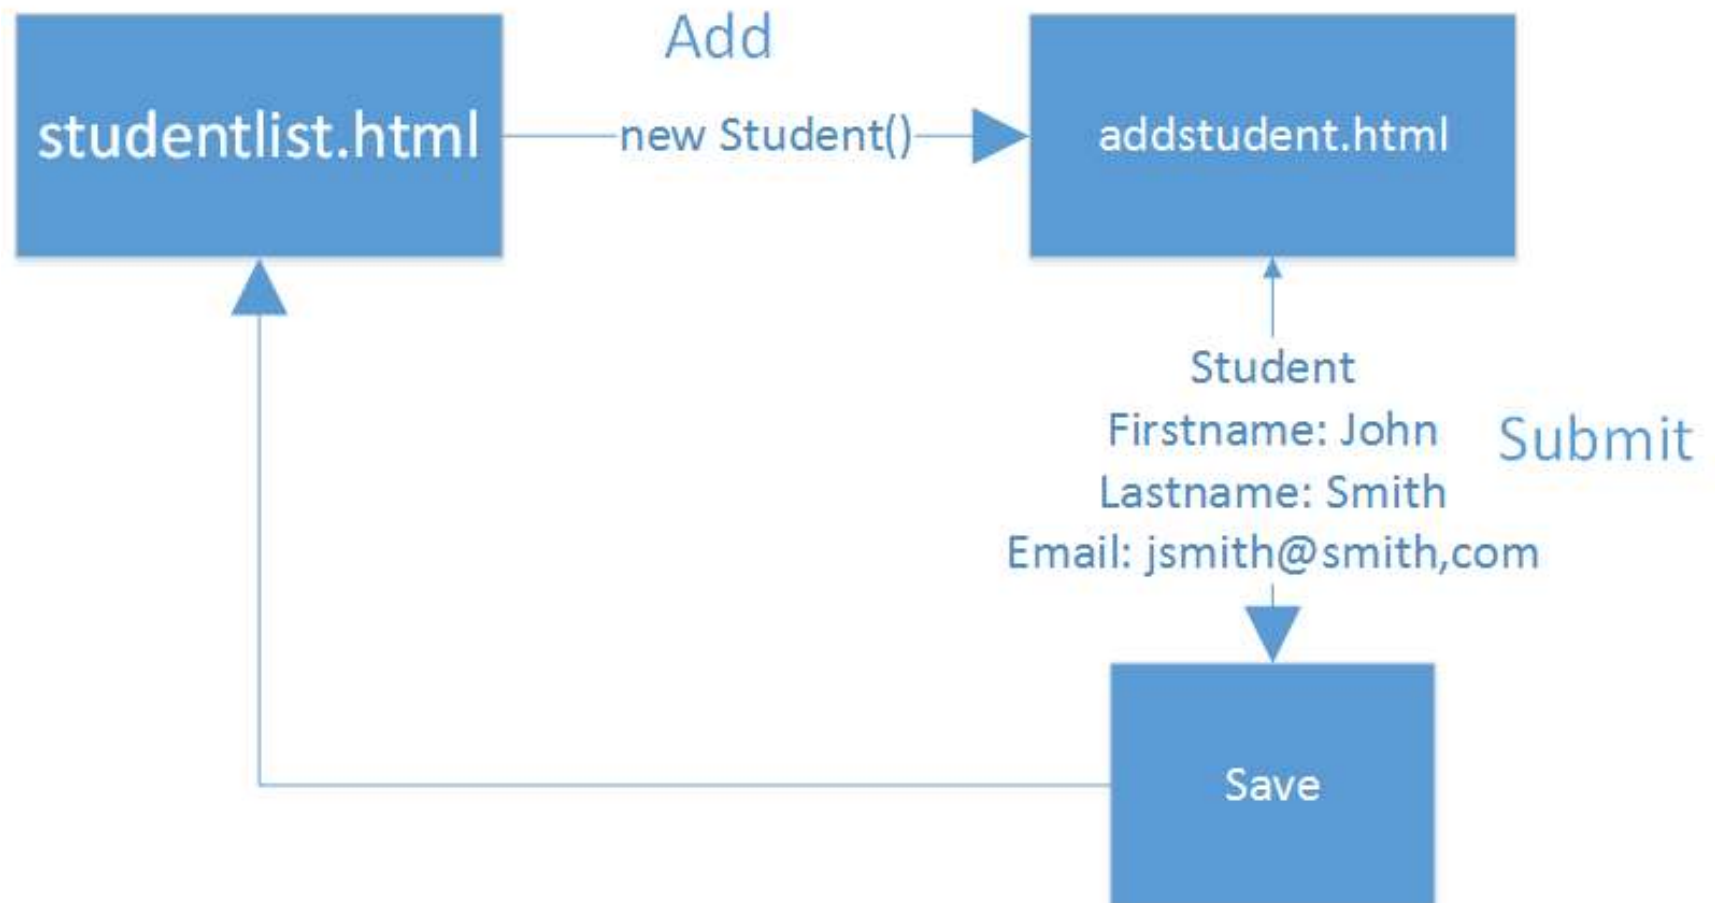 Add
studentlist.html
new Student()
addstudent.html
Student
Firstname: John
Submit
Lastname: Smith
Email: jsmith@smith,com
Save